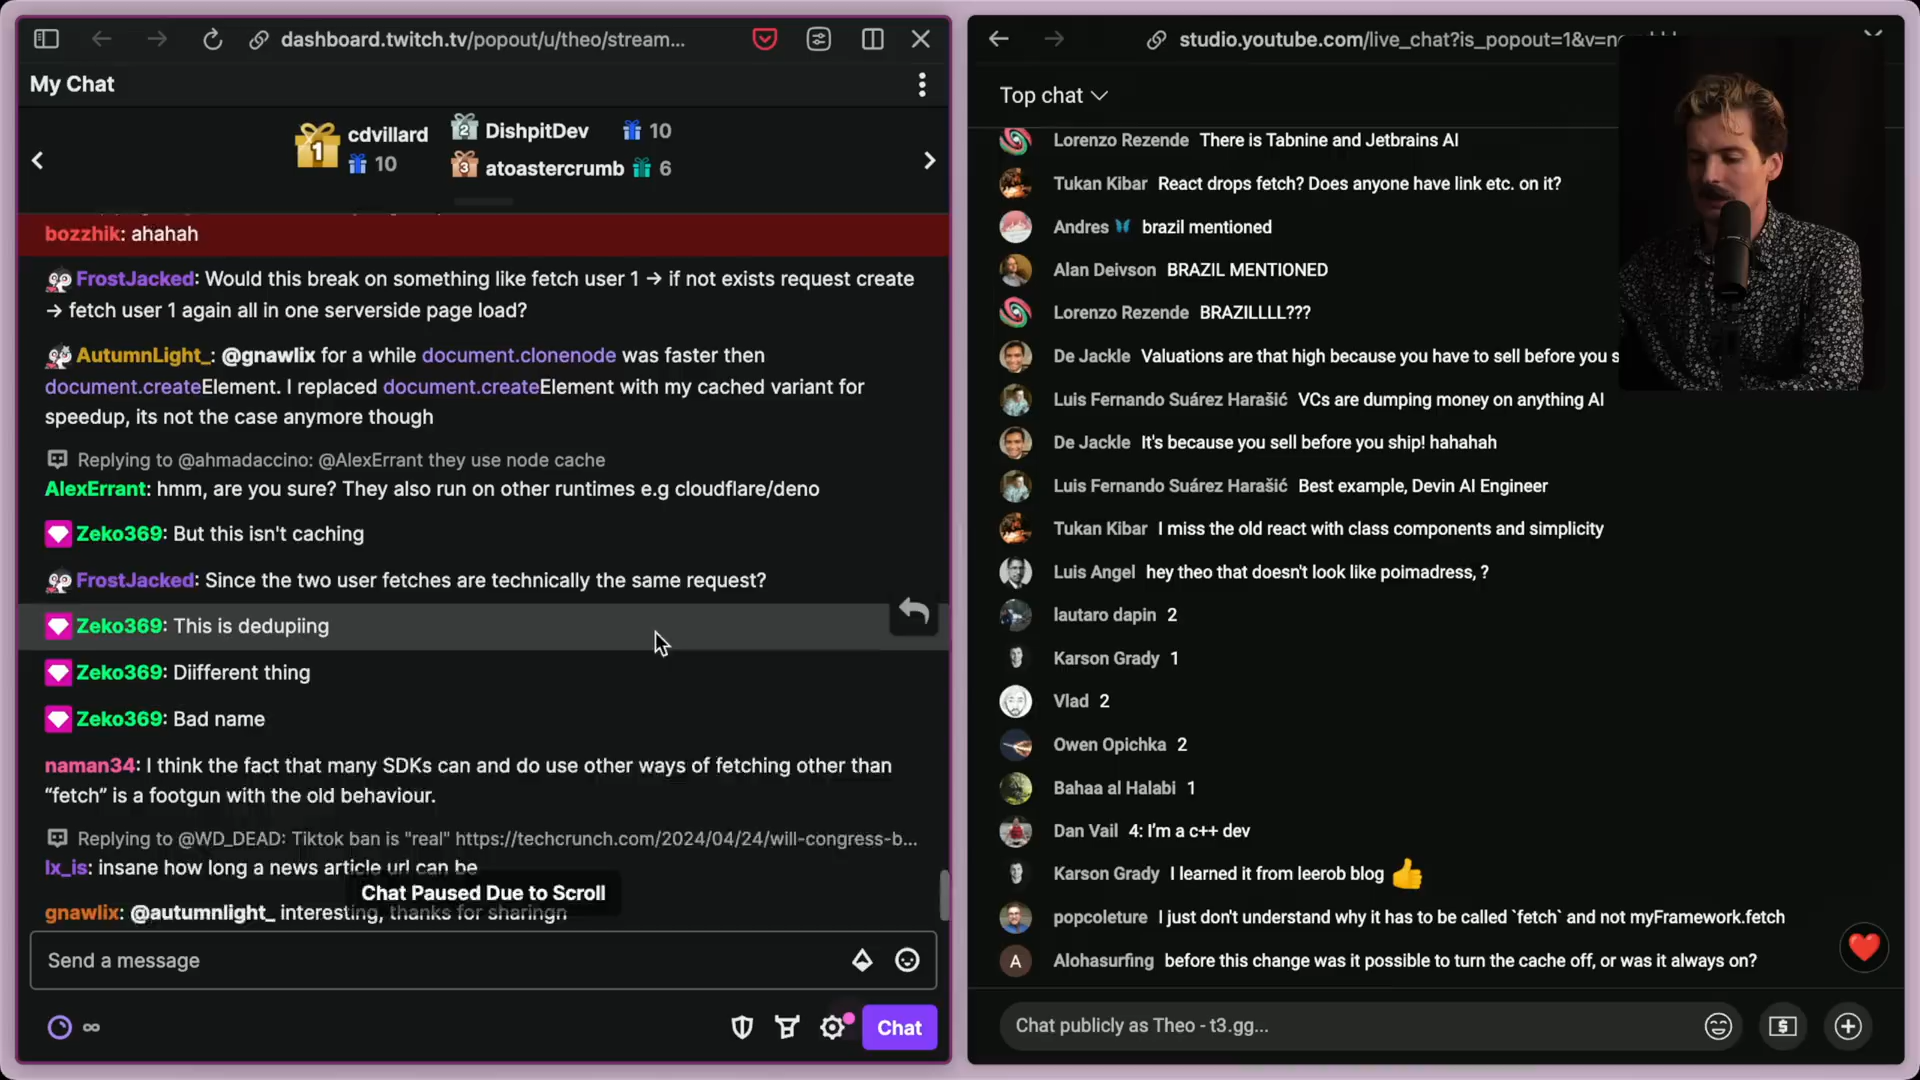 dashboard.twitch.tv/popout/u/theo/stream...
My Chat
1
cdvillard
10
2
DishpitDev
10
3
atoastercrumb
6
bozzhik: ahahah
FrostJacked: Would this break on something like fetch user 1 → if not exists request create
→ fetch user 1 again all in one serverside page load?
AutumnLight_: @gnawlix for a while document.clonenode was faster then
document.createElement. I replaced document.createElement with my cached variant for
speedup, its not the case anymore though
Replying to @ahmadaccino: @AlexErrant they use node cache
AlexErrant: hmm, are you sure? They also run on other runtimes e.g cloudflare/deno
Zeko369: But this isn't caching
FrostJacked: Since the two user fetches are technically the same request?
Zeko369: This is dedupiing
Zeko369: Diifferent thing
Zeko369: Bad name
naman34: I think the fact that many SDKs can and do use other ways of fetching other than
“fetch” is a footgun with the old behaviour.
Replying to @WD_DEAD: Tiktok ban is "real" https://techcrunch.com/2024/04/24/will-congress-b...
lx_is: insane how long a news article url can be
Chat Paused Due to Scroll
gnawlix: @autumnlight_ interesting, thanks for sharingn
Send a message
∞
Chat
studio.youtube.com/live_chat?is_popout=1&v=n
Top chat
Lorenzo Rezende There is Tabnine and Jetbrains AI
Tukan Kibar React drops fetch? Does anyone have link etc. on it?
Andres brazil mentioned
Alan Deivson BRAZIL MENTIONED
Lorenzo Rezende BRAZILLLL???
De Jackle Valuations are that high because you have to sell before you s
Luis Fernando Suárez Harašić VCs are dumping money on anything AI
De Jackle It's because you sell before you ship! hahahah
Luis Fernando Suárez Harašić Best example, Devin AI Engineer
Tukan Kibar I miss the old react with class components and simplicity
Luis Angel hey theo that doesn't look like poimadress, ?
lautaro dapin 2
Karson Grady 1
Vlad 2
Owen Opichka 2
Bahaa al Halabi 1
Dan Vail 4: I’m a c++ dev
Karson Grady I learned it from leerob blog
popcoleture I just don't understand why it has to be called `fetch` and not myFramework.fetch
A
Alohasurfing before this change was it possible to turn the cache off, or was it always on?
Chat publicly as Theo - t3.gg...